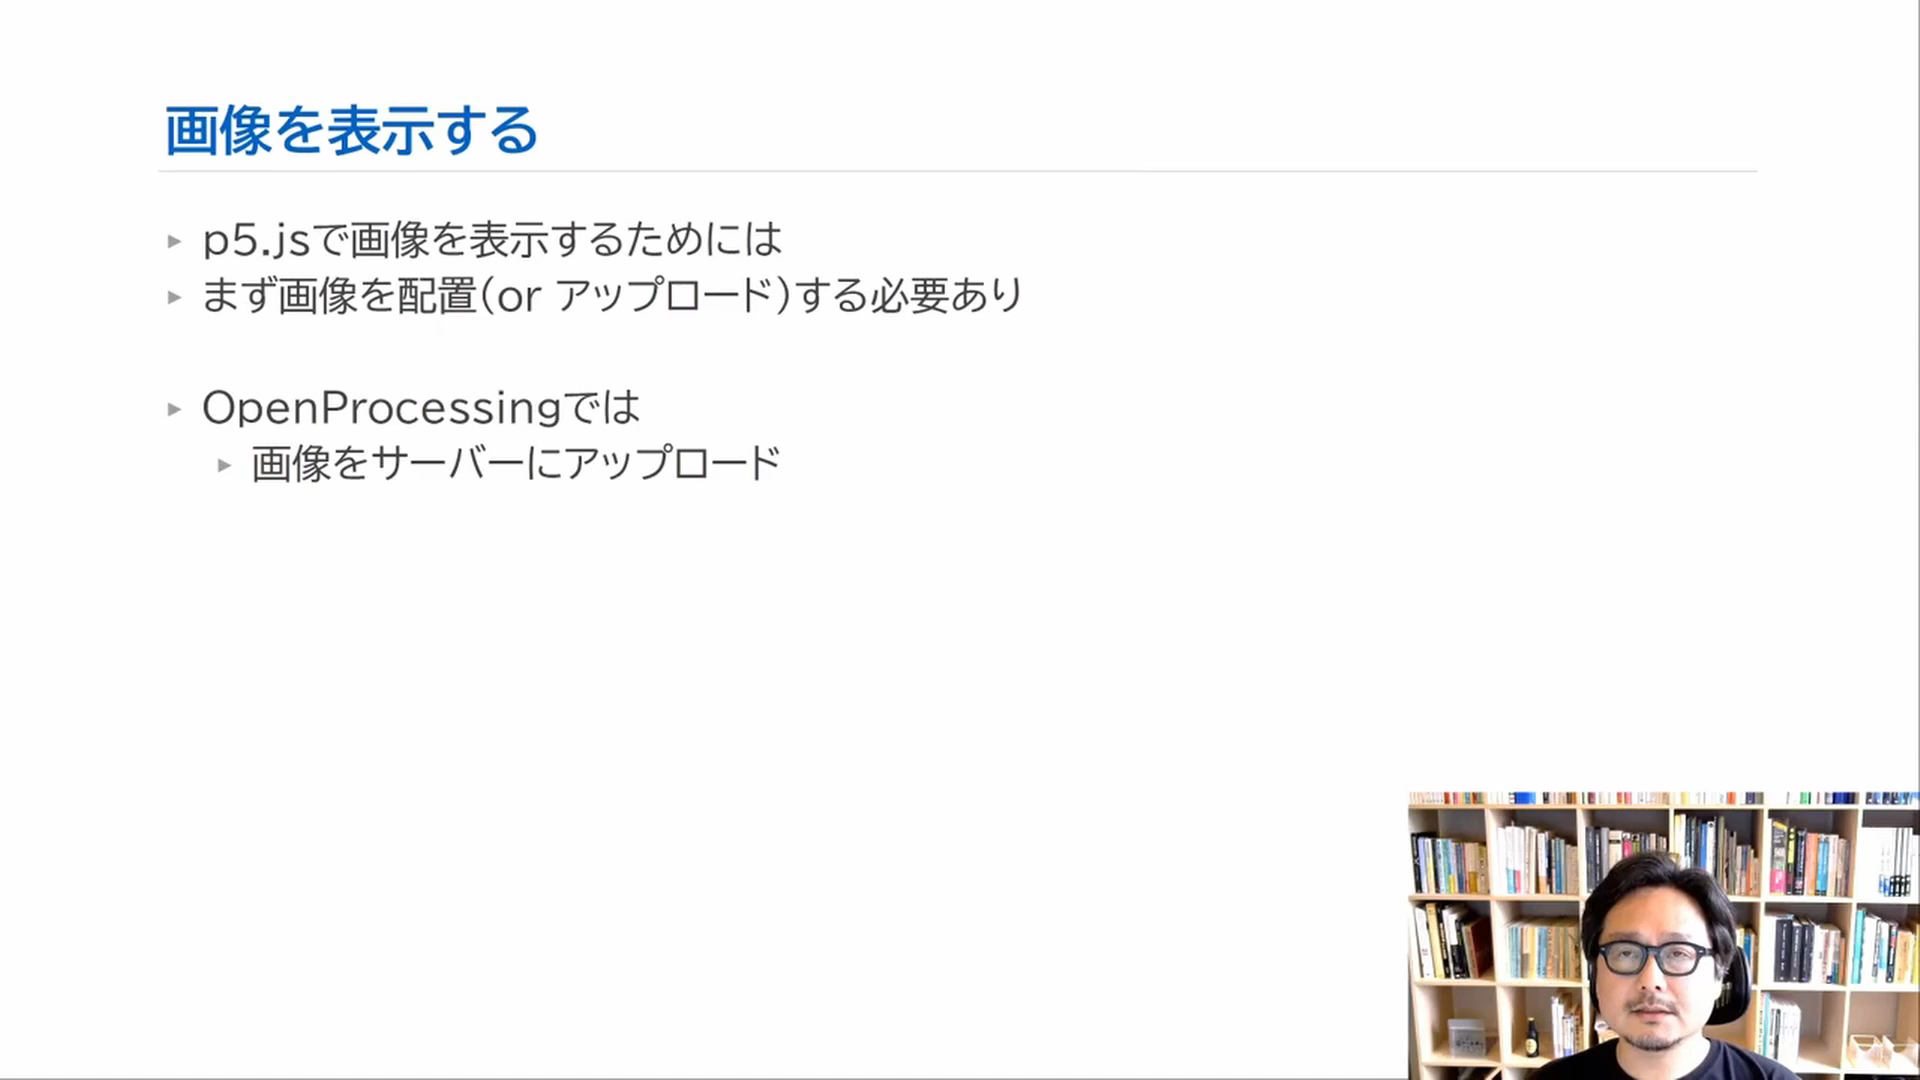 画像を表示する
p5.jsで画像を表示するためには
まず画像を配置(or アップロード)する必要あり
OpenProcessingでは
画像をサーバーにアップロード